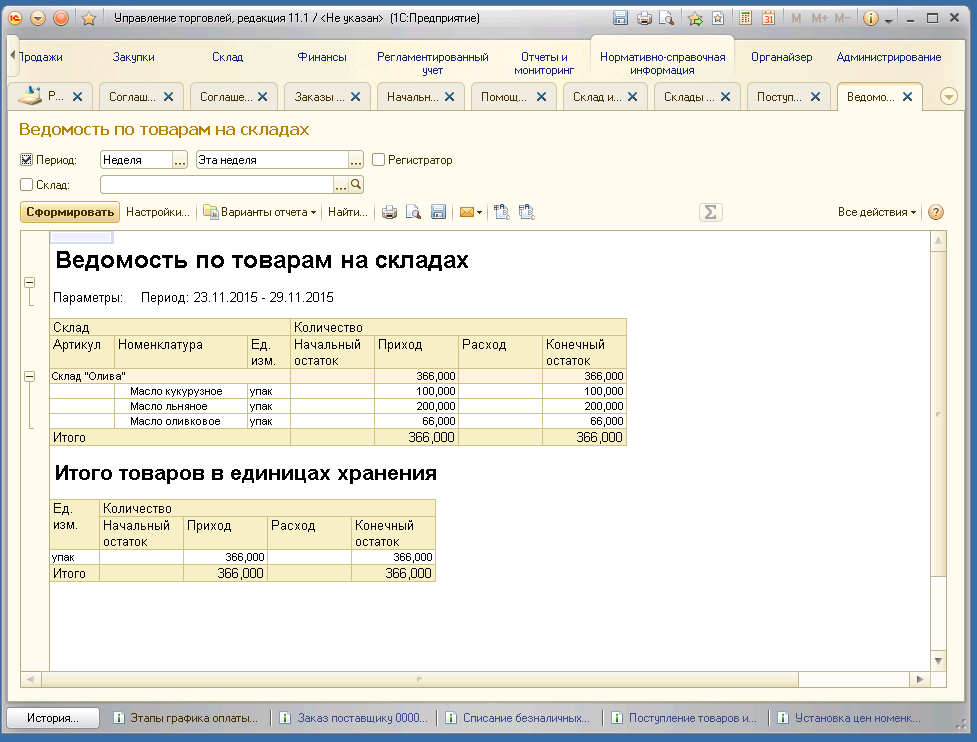 Управление торговлей, редакция 11.1 / <Не указан> (1С:Предприятие)
M M+ M-
Продажи Закупки Склад Финансы Регламентированный учет Отчеты и мониторинг Нормативно-справочная информация Органайзер Администрирование
Р... Соглаш... Соглаше... Заказы ... Начальн... Помощ... Склад и... Склады ... Поступ... Ведомо...
Ведомость по товарам на складах
Период: Неделя ... Эта неделя ... Регистратор
Склад: ...
Сформировать Настройки... Варианты отчета Найти... Σ Все действия ?
Ведомость по товарам на складах
Параметры: Период: 23.11.2015 - 29.11.2015
Склад Количество
Артикул Номенклатура Ед. изм. Начальный остаток Приход Расход Конечный остаток
Склад "Олива" 366,000 366,000
Масло кукурузное упак 100,000 100,000
Масло льняное упак 200,000 200,000
Масло оливковое упак 66,000 66,000
Итого 366,000 366,000
Итого товаров в единицах хранения
Ед. изм. Количество
Начальный остаток Приход Расход Конечный остаток
упак 366,000 366,000
Итого 366,000 366,000
История... Этапы графика оплаты... Заказ поставщику 0000... Списание безналичных... Поступление товаров и... Установка цен номенк...